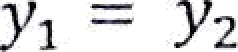 y₁ = y₂